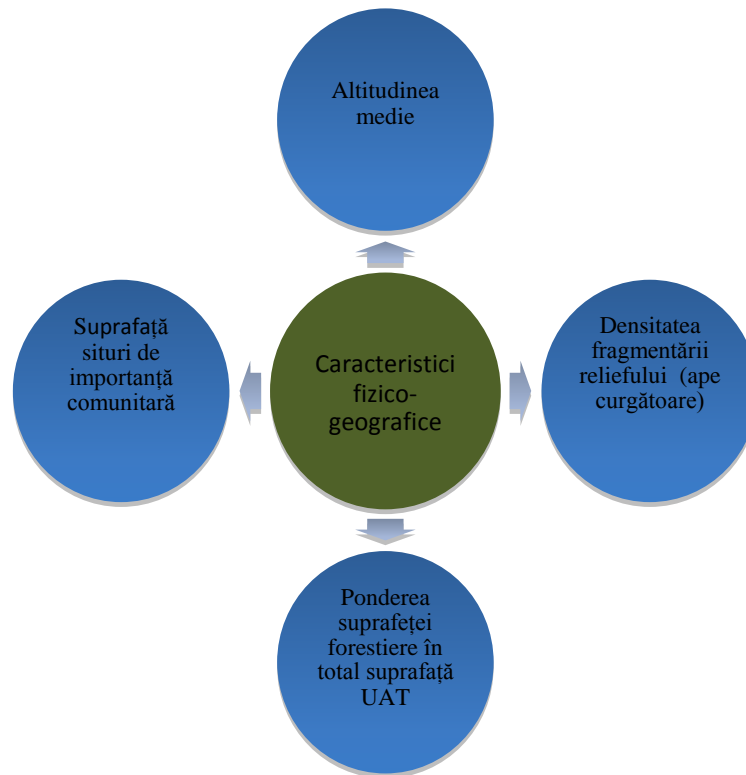 Altitudinea
medie
Suprafață
situri de
importanță
comunitară
Caracteristici
fizico-
geografice
Densitatea
fragmentării
reliefului (ape
curgătoare)
Ponderea
suprafeței
forestiere în
total suprafață
UAT